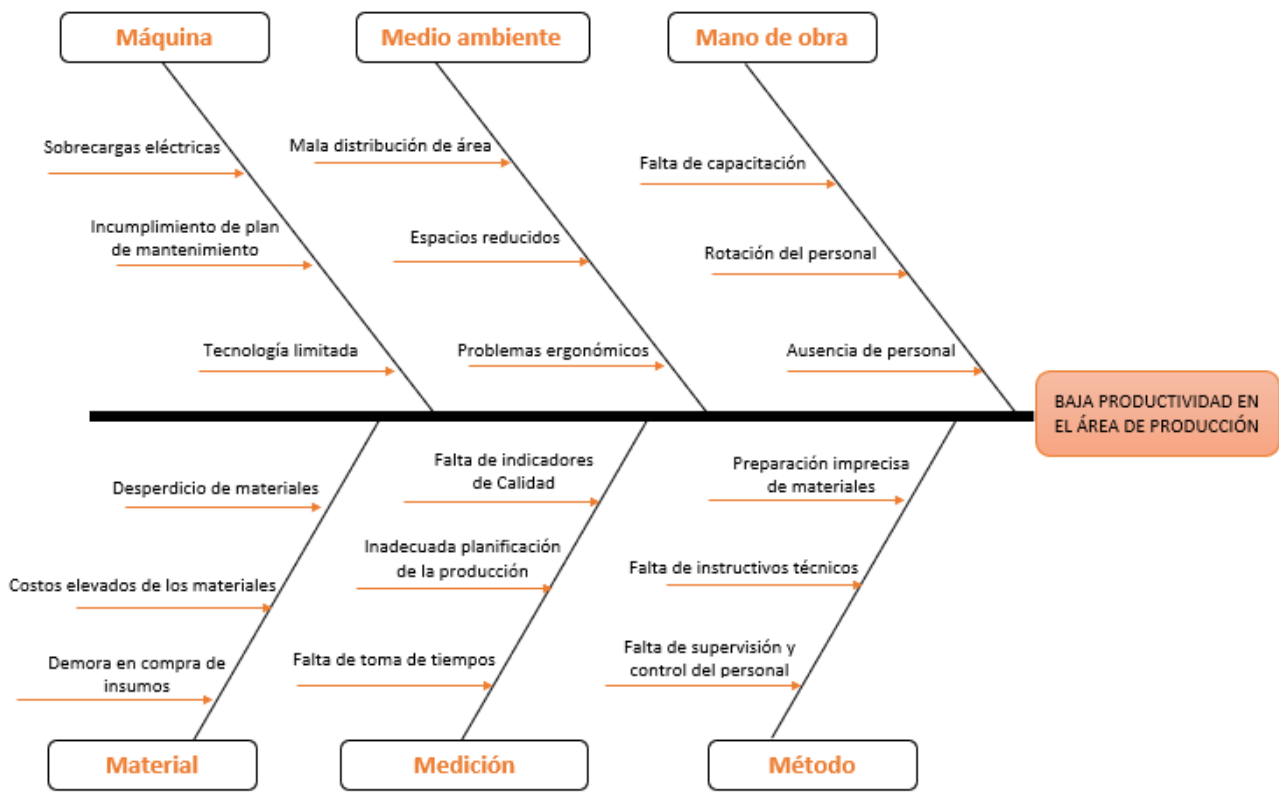 Máquina
Medio ambiente
Mano de obra
Sobrecargas eléctricas
Incumplimiento de plan
de mantenimiento
Tecnología limitada
Mala distribución de área
Espacios reducidos
Problemas ergonómicos
Falta de capacitación
Rotación del personal
Ausencia de personal
BAJA PRODUCTIVIDAD EN
EL ÁREA DE PRODUCCIÓN
Desperdicio de materiales
Costos elevados de los materiales
Demora en compra de
insumos
Falta de indicadores
de Calidad
Inadecuada planificación
de la producción
Falta de toma de tiempos
Preparación imprecisa
de materiales
Falta de instructivos técnicos
Falta de supervisión y
control del personal
Material
Medición
Método